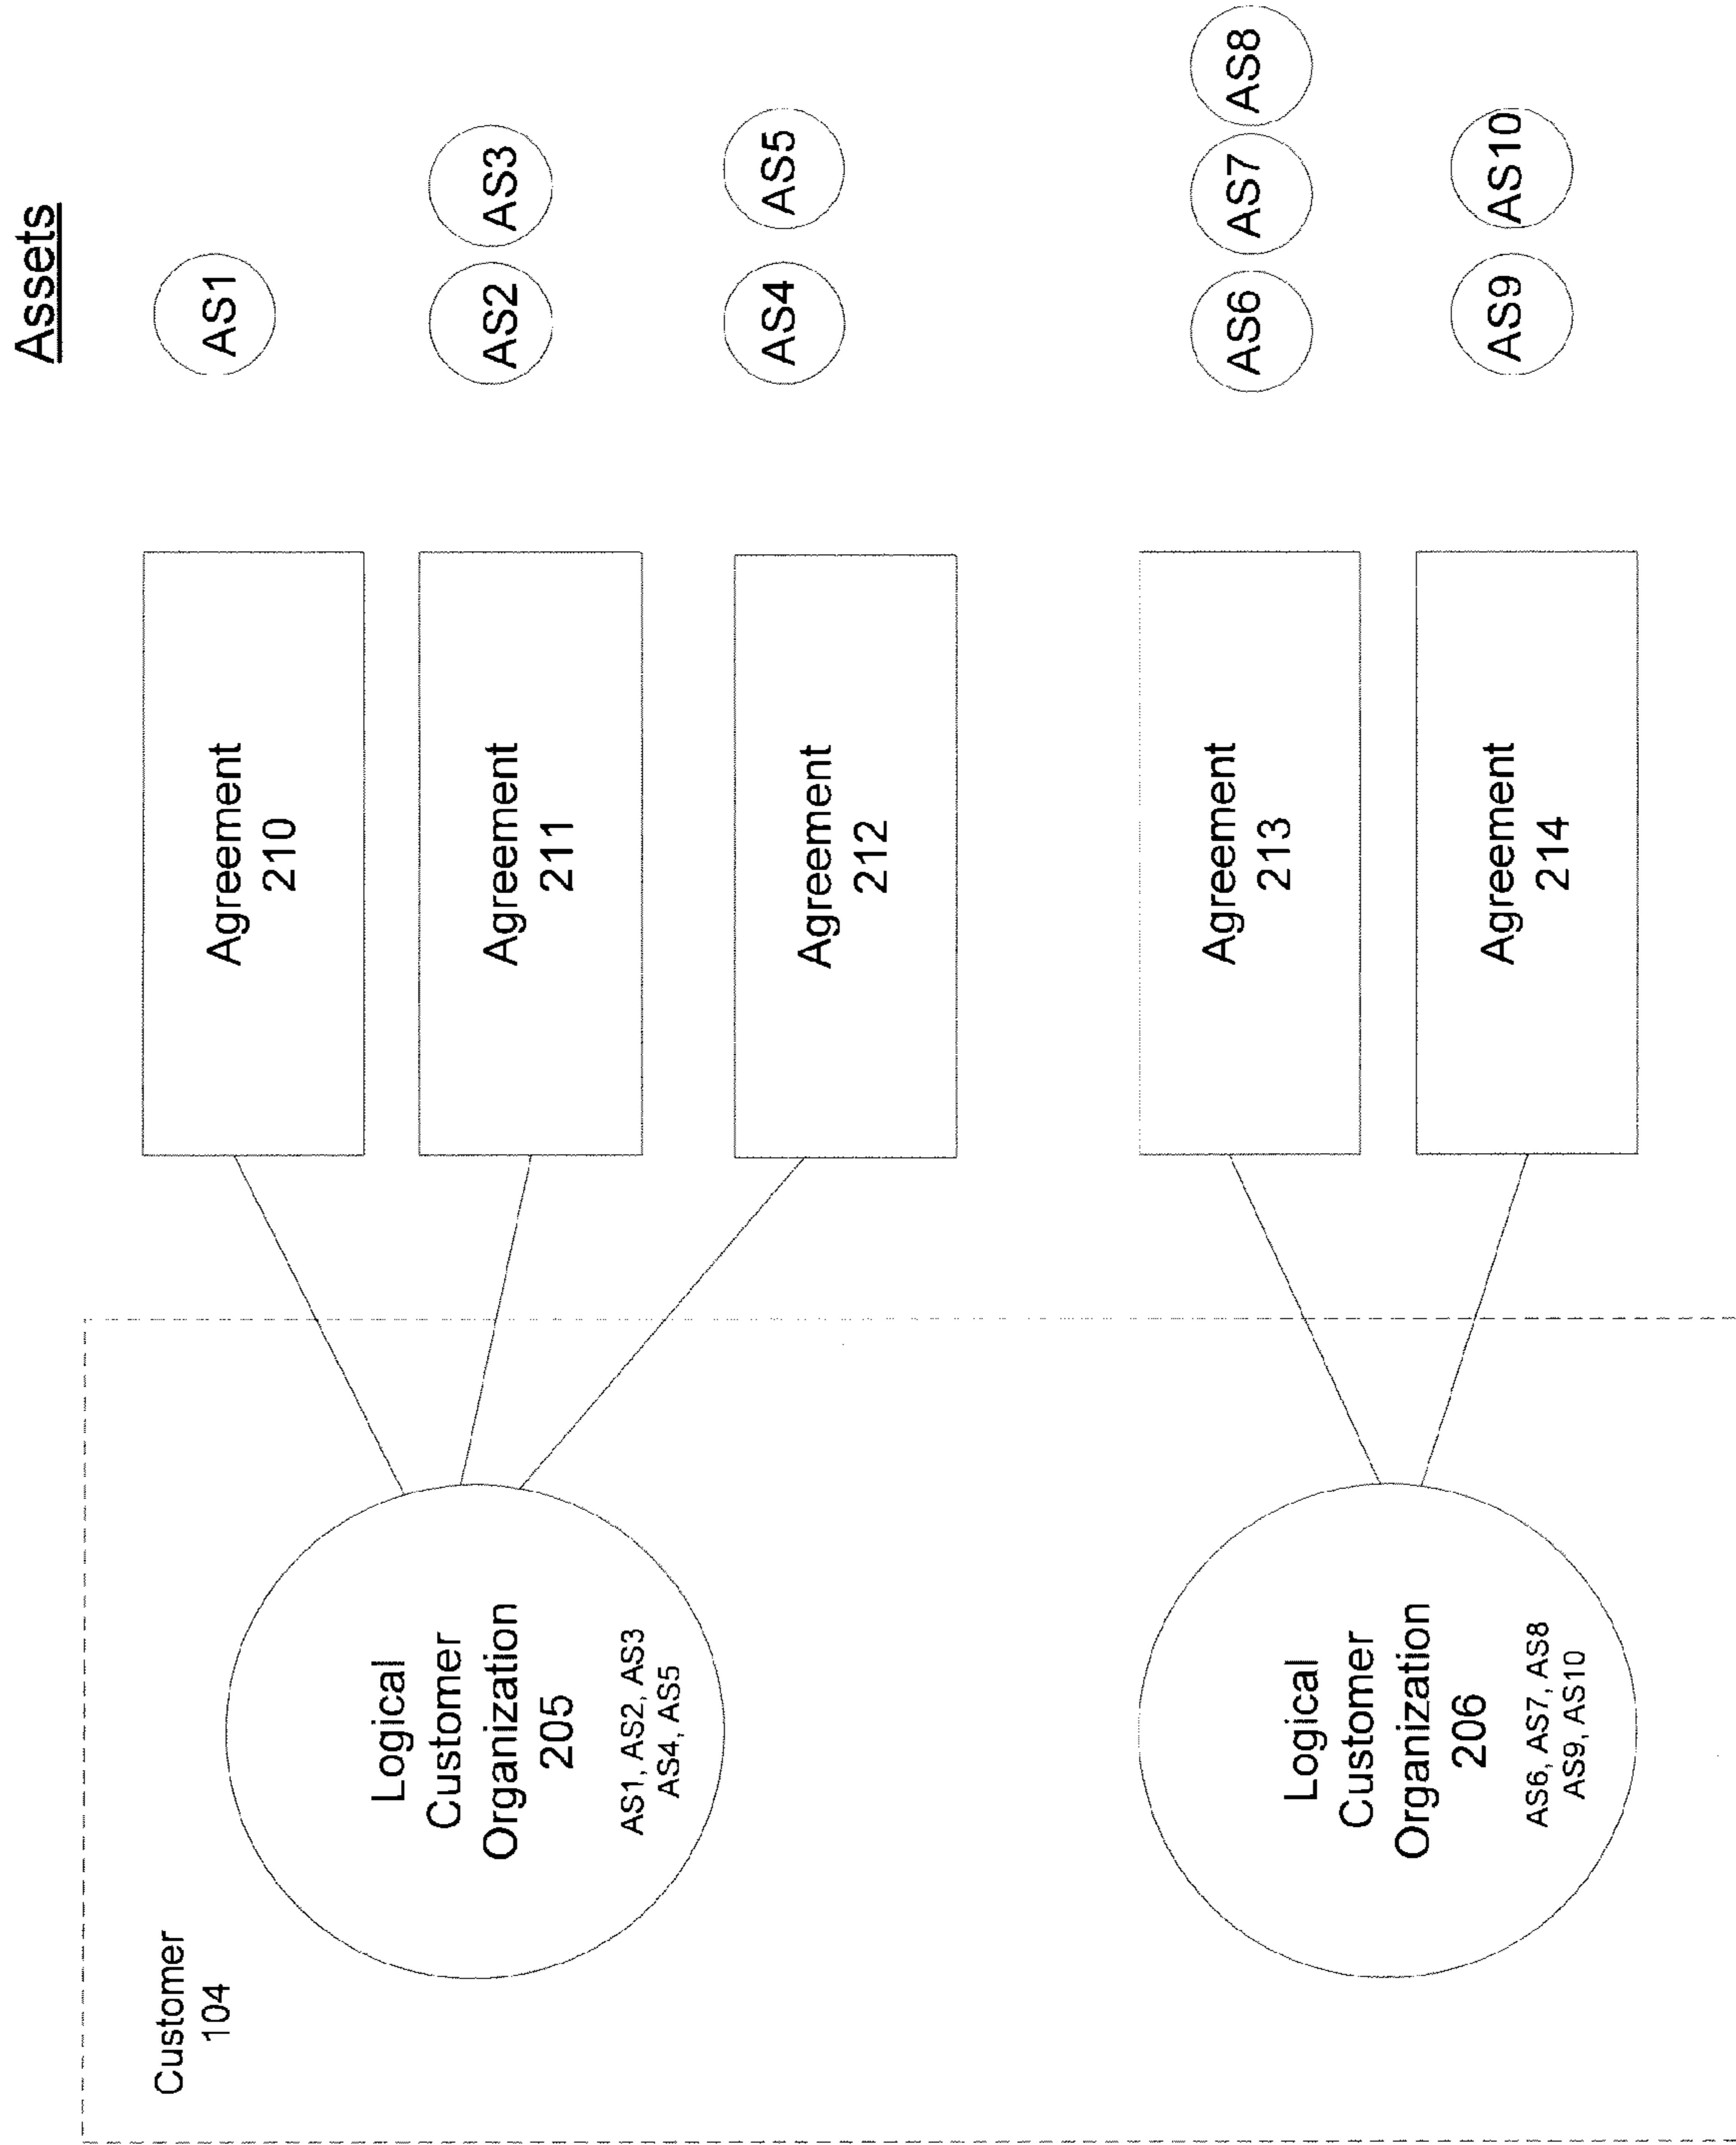 Assets
Customer
104
Logical
Customer
Organization
205
AS1, AS2, AS3
AS4, AS5
Agreement
210
AS1
Agreement
211
AS2
AS3
Agreement
212
AS4
AS5
Logical
Customer
Organization
206
AS6, AS7, AS8
AS9, AS10
Agreement
213
AS6
AS7
AS8
Agreement
214
AS9
AS10